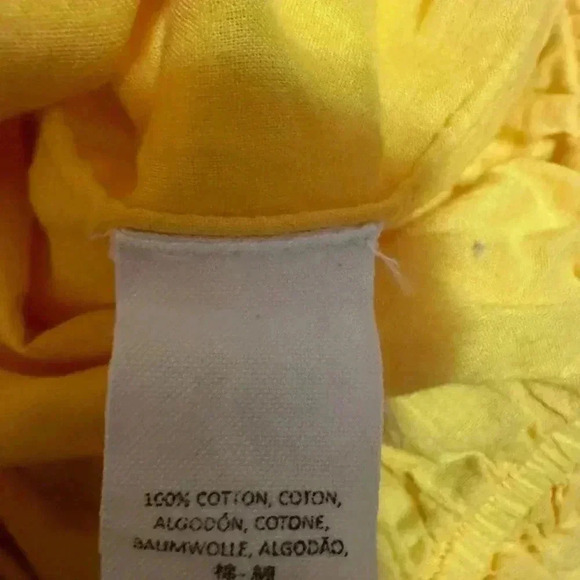 100% COTTON, COTON,
ALGODÓN, COTONE,
BAUMWOLLE, ALGODÃO,